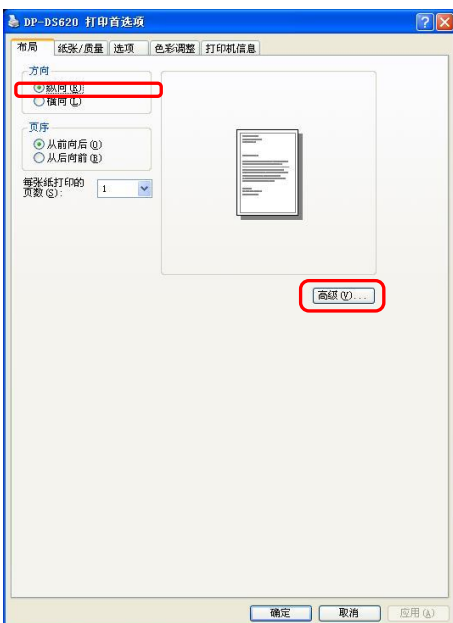 DP-DS620 打印首选项
布局 纸张/质量 选项 色彩调整 打印机信息
方向
纵向(R)
横向(L)
页序
从前向后(O)
从后向前(B)
每张纸打印的
页数(S): 1
高级(V)...
确定 取消 应用(A)